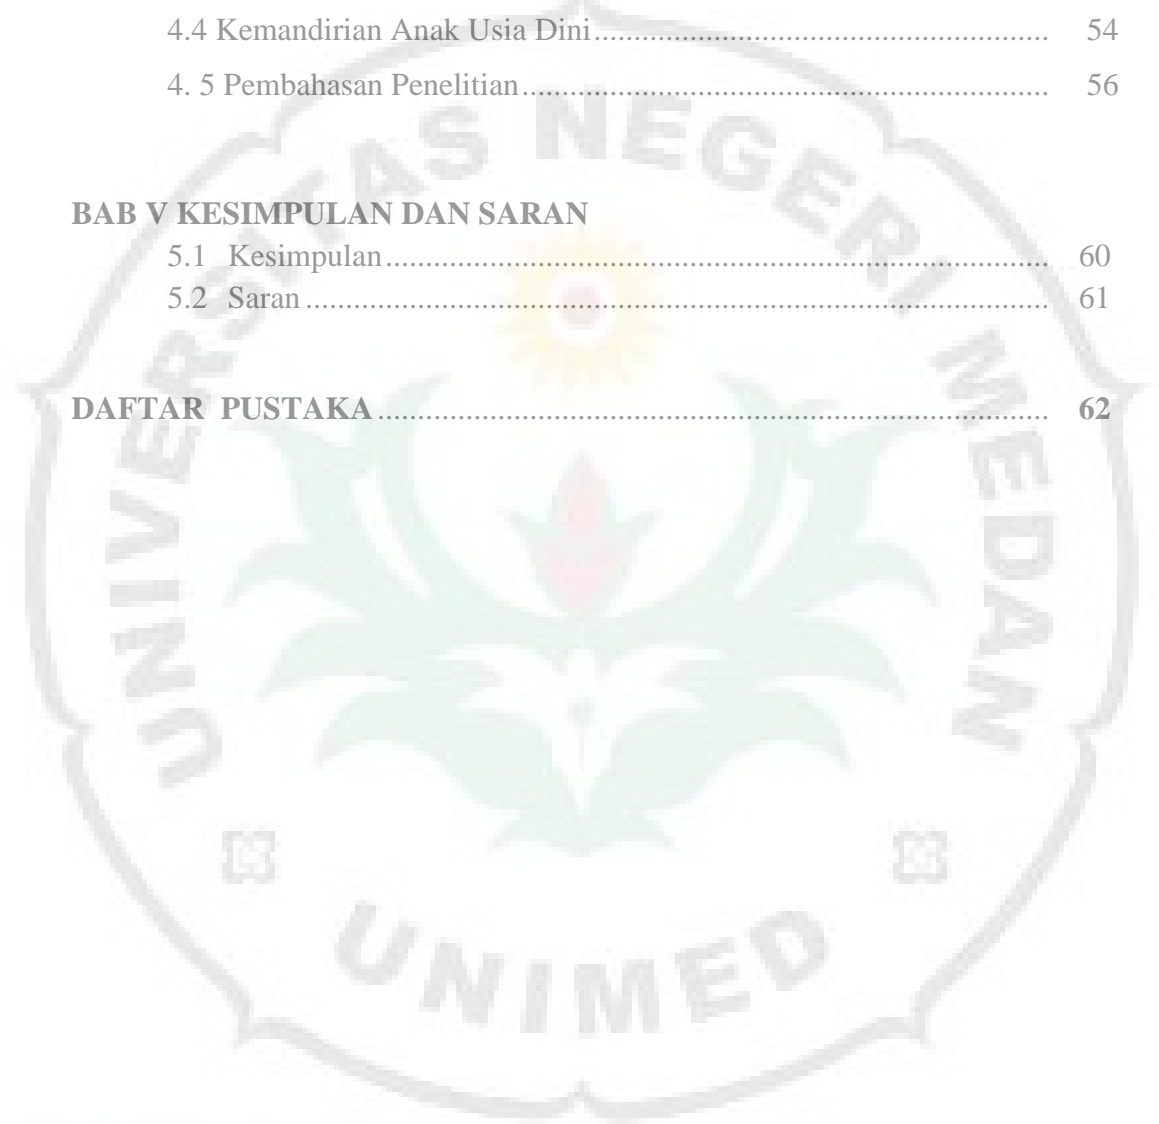 4.4 Kemandirian Anak Usia Dini........................................................ 54
4. 5 Pembahasan Penelitian................................................................. 56
BAB V KESIMPULAN DAN SARAN
5.1 Kesimpulan.................................................................................. 60
5.2 Saran............................................................................................ 61
DAFTAR PUSTAKA................................................................................... 62
UNIVERSITAS NEGERI MEDAN
UNIMED